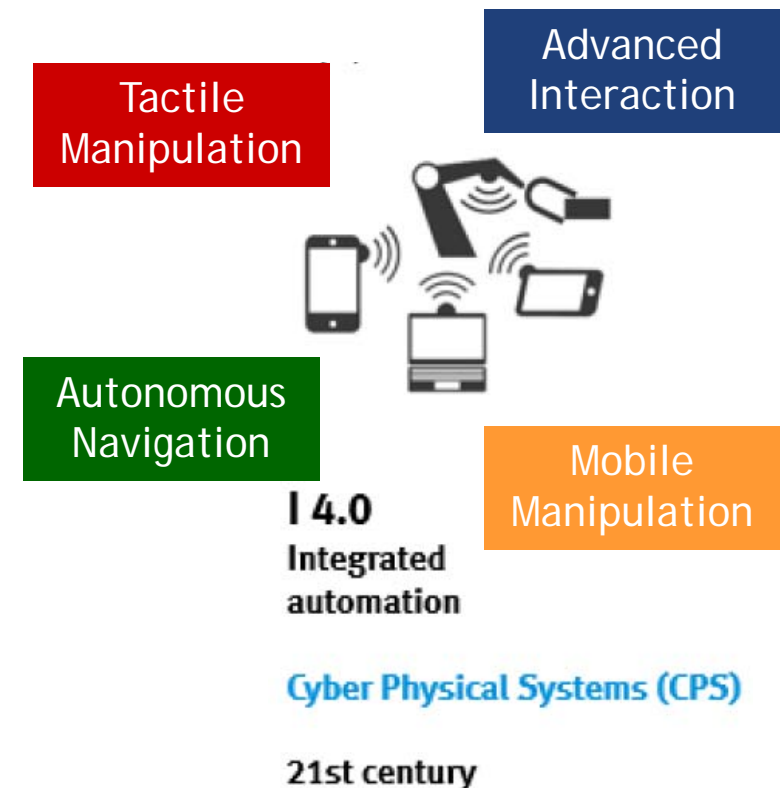 Advanced
Interaction
Tactile
Manipulation
Autonomous
Navigation
Mobile
Manipulation
I 4.0
Integrated
automation
Cyber Physical Systems (CPS)
21st century